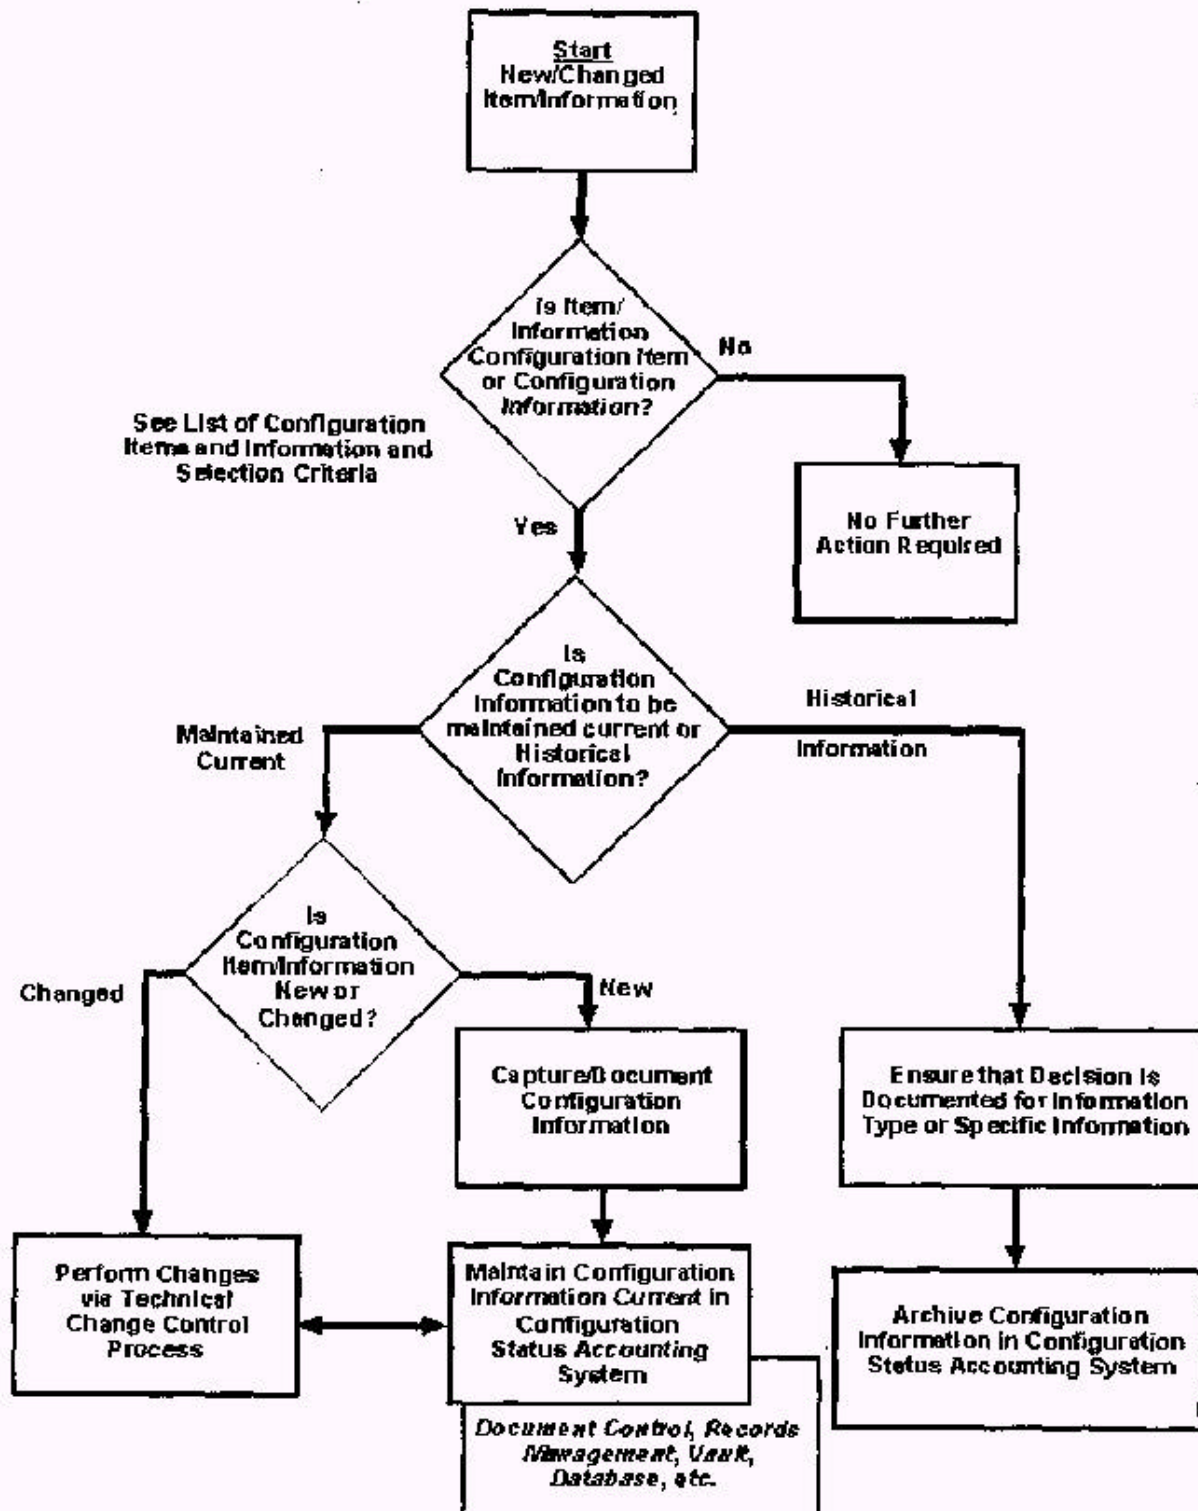 Start
New/Changed
Item/Information
Is Item/
Information
Configuration Item
or Configuration
Information?
No
See List of Configuration
Items and Information and
Selection Criteria
No Further
Action Required
Yes
Is
Configuration
Information to be
maintained current or
Historical
Information?
Historical
Information
Maintained
Current
Is
Configuration
Item/Information
New or
Changed?
Changed
New
Capture/Document
Configuration
Information
Ensure that Decision is
Documented for Information
Type or Specific Information
Perform Changes
via Technical
Change Control
Process
Maintain Configuration
Information Current in
Configuration
Status Accounting
System
Archive Configuration
Information in Configuration
Status Accounting System
Document Control, Records
Management, Vault,
Database, etc.